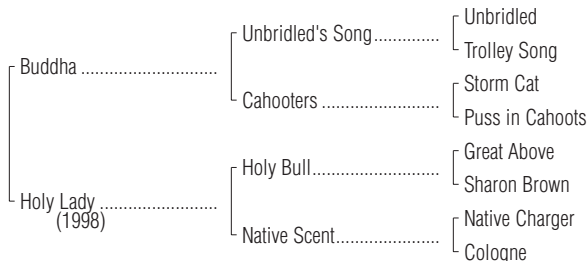 Unbridled
Unbridled's Song..............
Trolley Song
Buddha .............................
Storm Cat
Cahooters .........................
Puss in Cahoots
Great Above
Holy Bull...........................
Sharon Brown
Holy Lady .........................
(1998)
Native Charger
Native Scent......................
Cologne